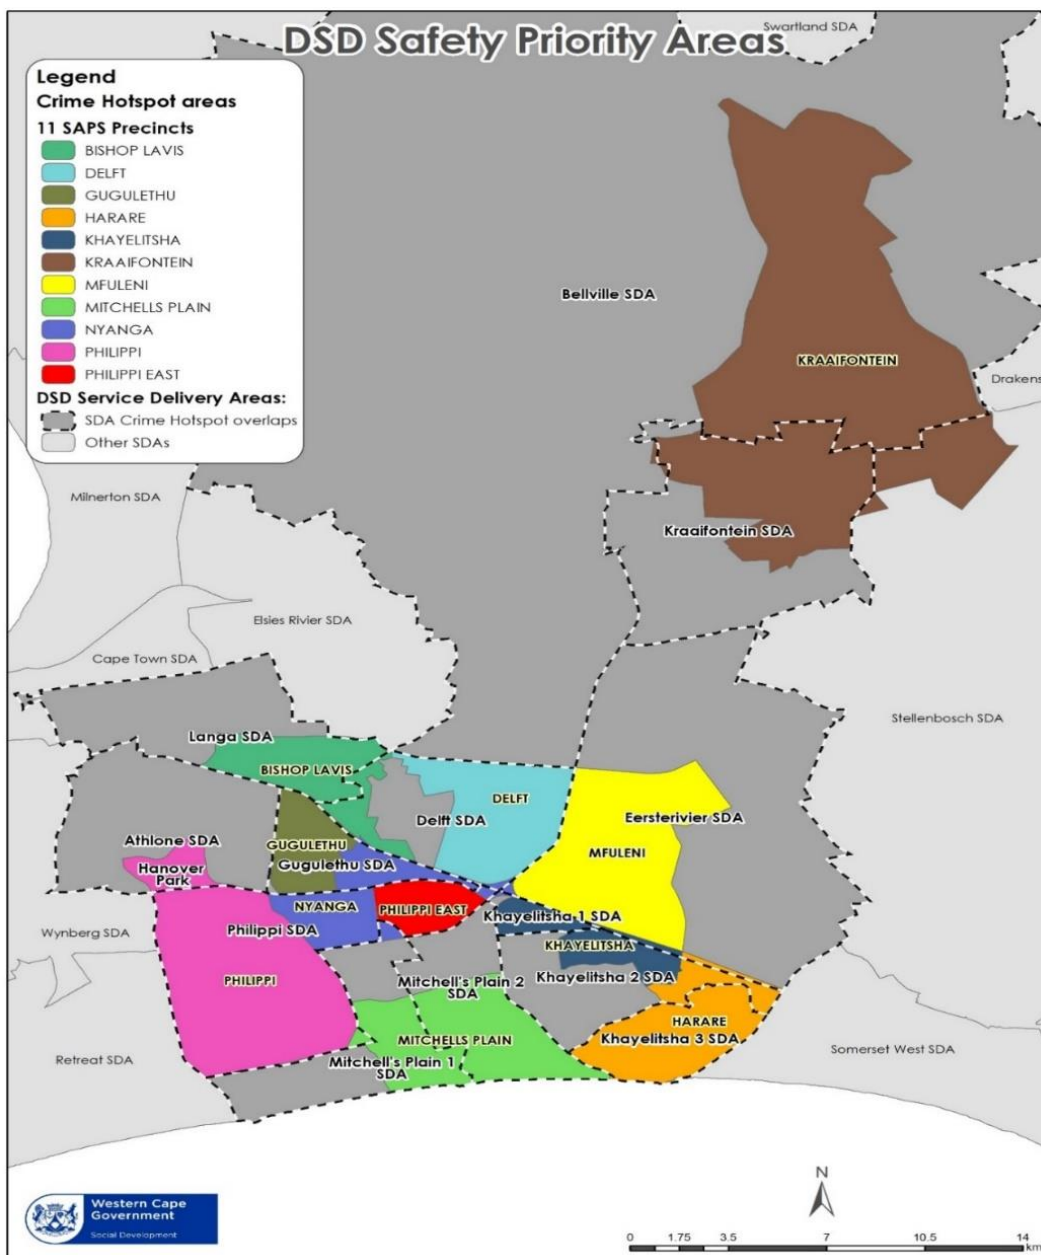 DSD Safety Priority Areas
Swartland SDA
Legend
Crime Hotspot areas
11 SAPS Precincts
BISHOP LAVIS
DELFT
GUGULETHU
HARARE
KHAYELITSHA
KRAAIFONTEIN
MFULENI
MITCHELLS PLAIN
NYANGA
PHILIPPI
PHILIPPI EAST
DSD Service Delivery Areas:
SDA Crime Hotspot overlaps
Other SDAs
Bellville SDA
KRAAIFONTEIN
Drakens
Milnerton SDA
Kraaifontein SDA
Elsies Rivier SDA
Cape Town SDA
Stellenbosch SDA
Langa SDA
BISHOP LAVIS
DELFT
Delft SDA
Eersterivier SDA
Athlone SDA
GUGULETHU
MFULENI
Hanover
Park
Gugulethu SDA
NYANGA
PHILIPPI EAST
Khayelitsha 1 SDA
Wynberg SDA
Philippi SDA
KHAYELITSHA
PHILIPPI
Mitchell's Plain 2
SDA
Khayelitsha 2 SDA
HARARE
Khayelitsha 3 SDA
MITCHELLS PLAIN
Retreat SDA
Mitchell's Plain 1
SDA
Somerset West SDA
N
Western Cape
Government
Social Development
0 1.75 3.5 7 10.5 14
km